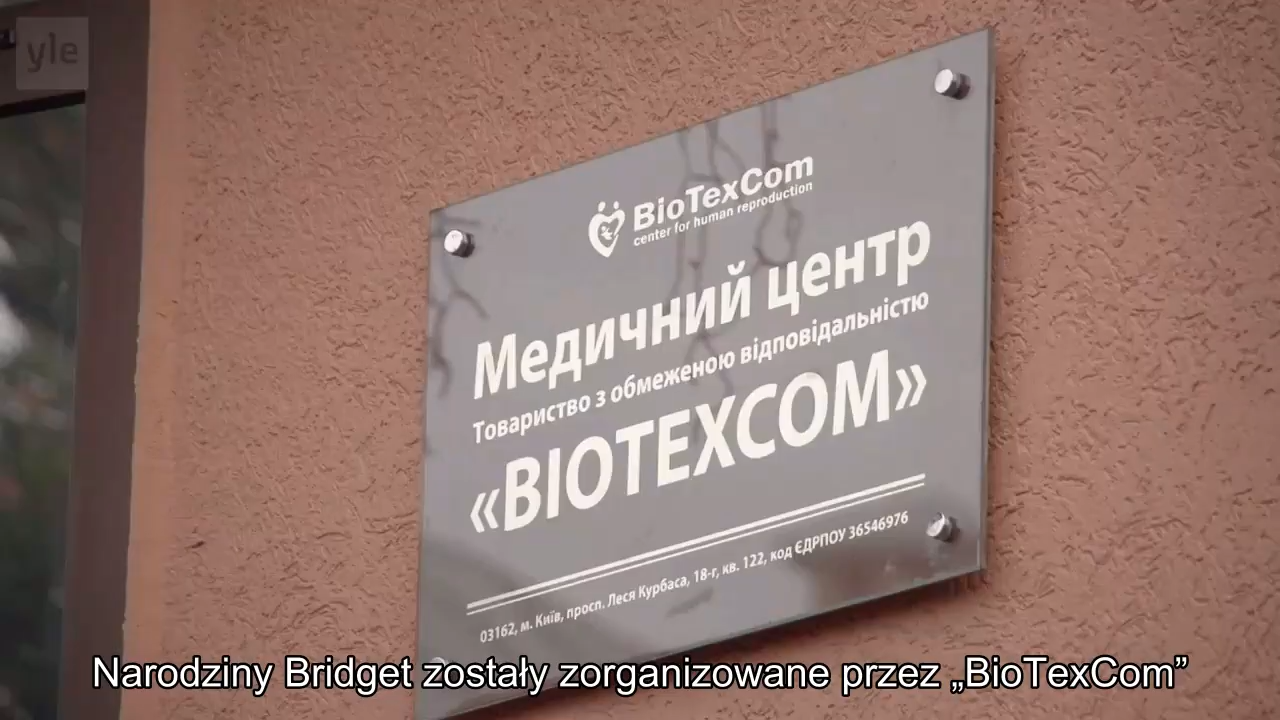 yle
BioTexCom
center for human reproduction
Медичний центр
Товариство з обмеженою відповідальністю
«BIOTEXCOM»
03162, м. Київ, просп. Леся Курбаса, 18-г, кв. 122, код ЄДРПОУ 36546976
Narodziny Bridget zostały zorganizowane przez „BioTexCom”